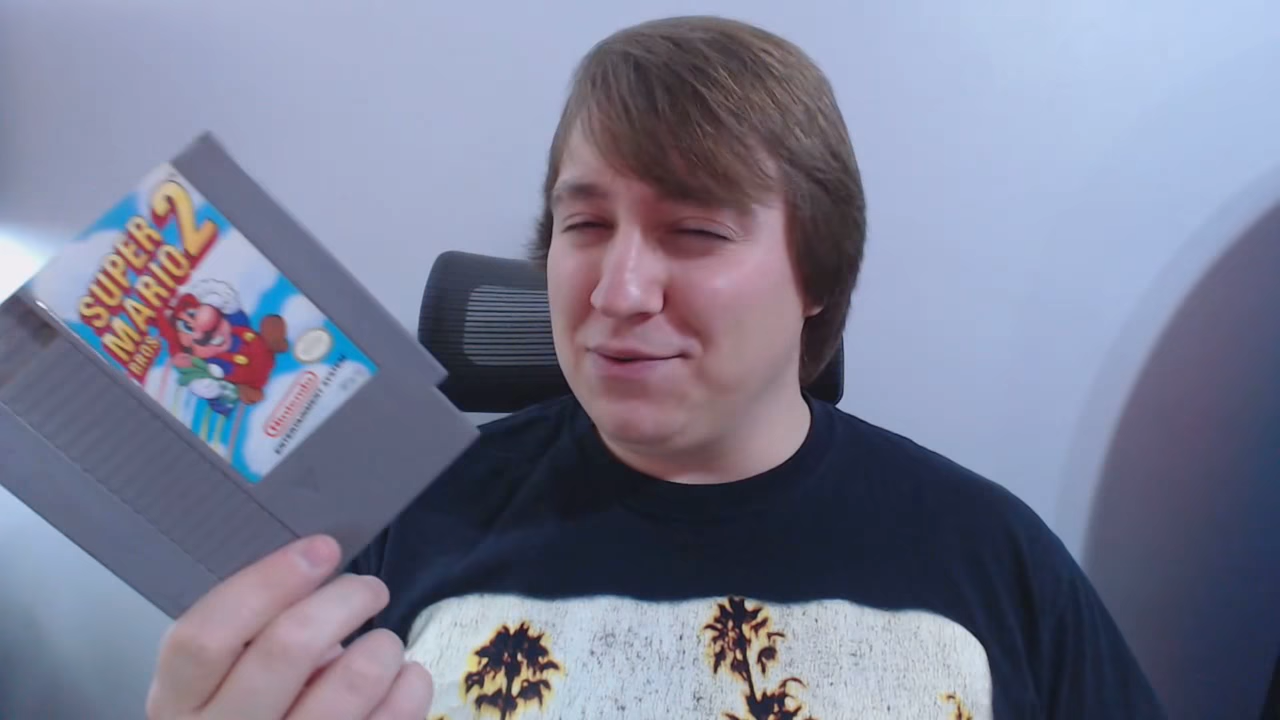 SUPER
MARIO
BROS 2
Nintendo
ENTERTAINMENT SYSTEM